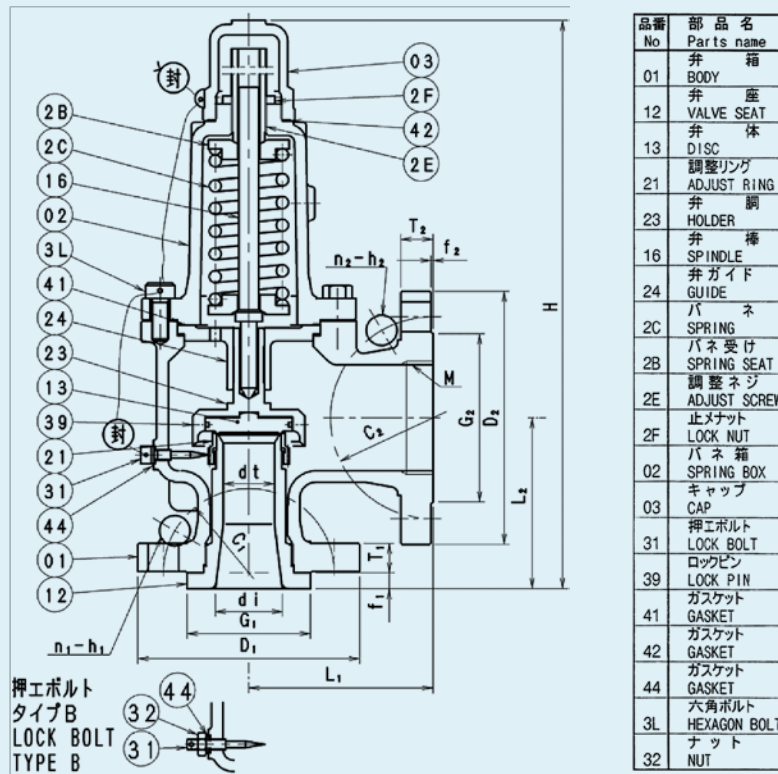 封
03
2F
42
2E
2B
2C
16
02
3L
41
24
23
13
39
21
31
44
01
12
封
T₂
f₂
n₂-h₂
H
M
G₂
D₂
C₂
L₂
dt
C₁
T₁
f₁
di
G₁
D₁
L₁
n₁-h₁
押エボルト
タイプB
LOCK BOLT
TYPE B
44
32
31
品番 部品名
No Parts name
弁箱
01 BODY
弁座
12 VALVE SEAT
弁体
13 DISC
調整リング
21 ADJUST RING
弁胴
23 HOLDER
弁棒
16 SPINDLE
弁ガイド
24 GUIDE
バネ
2C SPRING
バネ受け
2B SPRING SEAT
調整ネジ
2E ADJUST SCREW
止メナット
2F LOCK NUT
バネ箱
02 SPRING BOX
キャップ
03 CAP
押エボルト
31 LOCK BOLT
ロックピン
39 LOCK PIN
ガスケット
41 GASKET
ガスケット
42 GASKET
ガスケット
44 GASKET
六角ボルト
3L HEXAGON BOLT
ナット
32 NUT